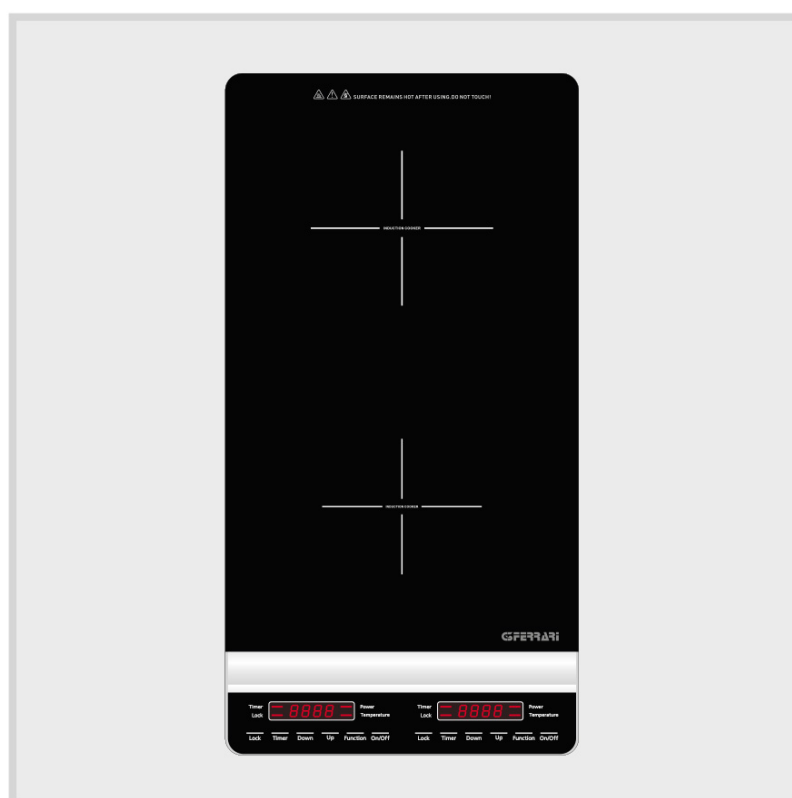 SURFACE REMAINS HOT AFTER USING.DO NOT TOUCH!
INDUCTION COOKER
INDUCTION COOKER
G3FERRARI
Timer 8888 Power
Lock Temperature
Timer 8888 Power
Lock Temperature
Lock Timer Down Up Function On/Off
Lock Timer Down Up Function On/Off